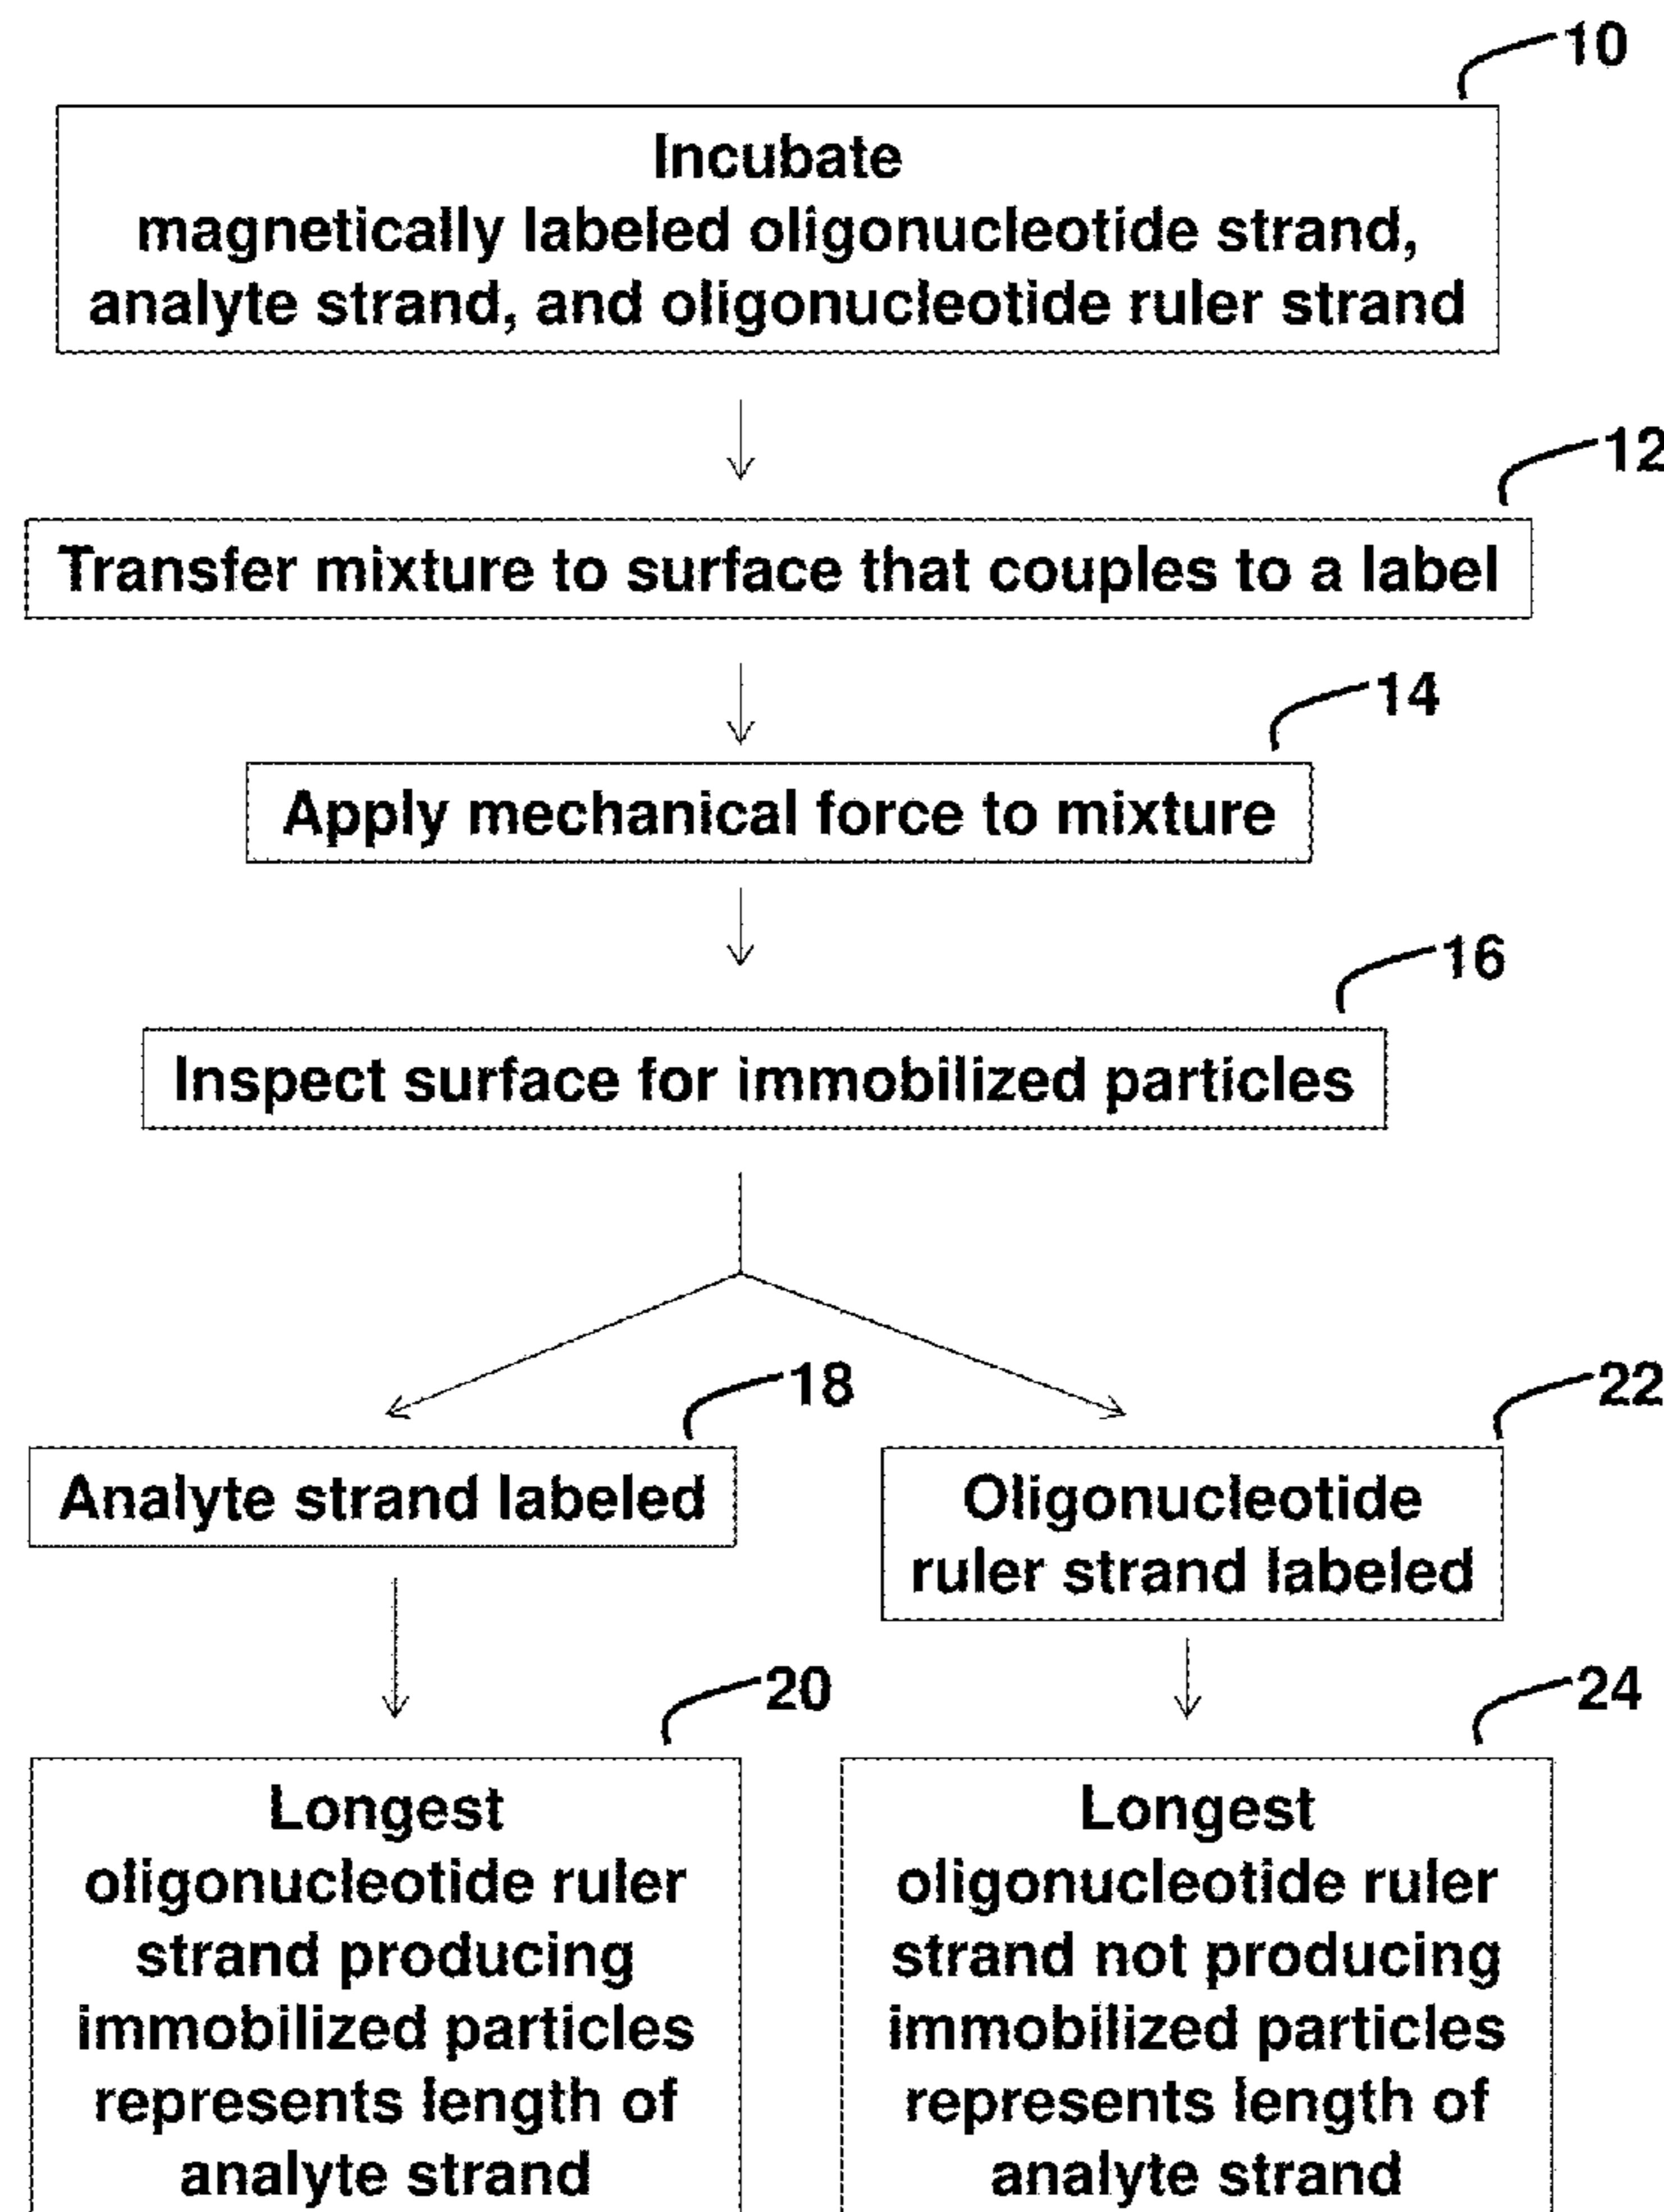 10
Incubate
magnetically labeled oligonucleotide strand,
analyte strand, and oligonucleotide ruler strand
12
Transfer mixture to surface that couples to a label
14
Apply mechanical force to mixture
16
Inspect surface for immobilized particles
18
Analyte strand labeled
22
Oligonucleotide
ruler strand labeled
20
Longest
oligonucleotide ruler
strand producing
immobilized particles
represents length of
analyte strand
24
Longest
oligonucleotide ruler
strand not producing
immobilized particles
represents length of
analyte strand